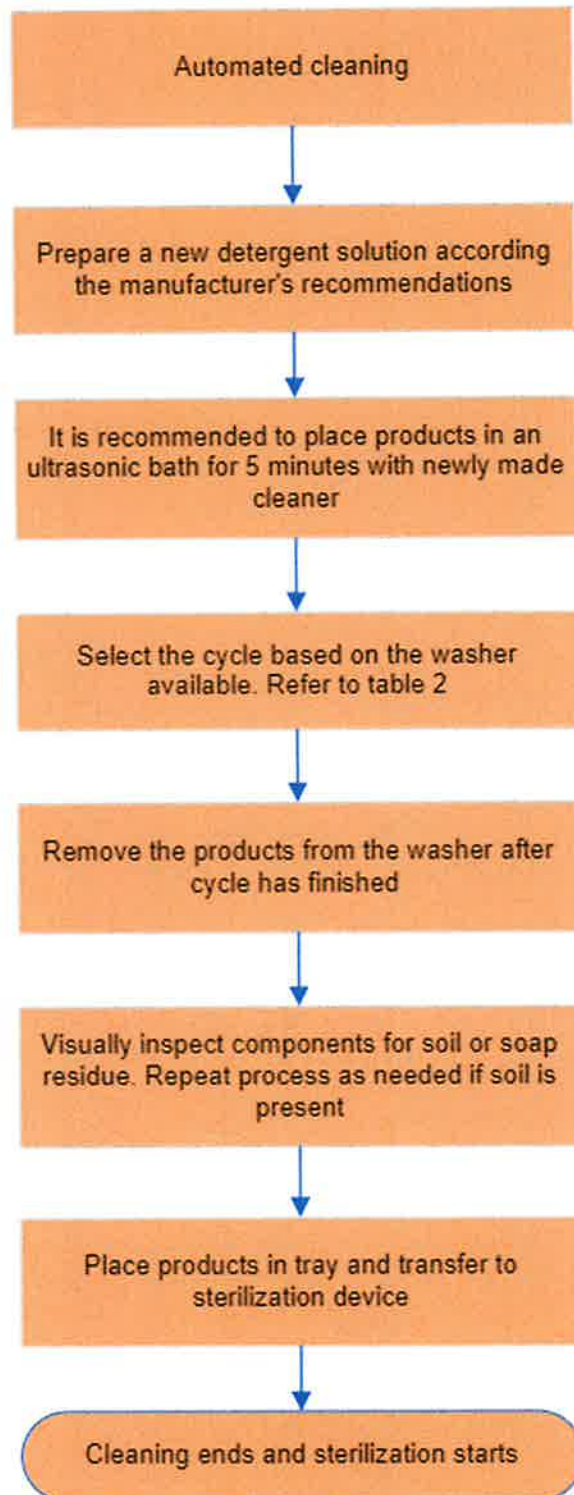 Automated cleaning
Prepare a new detergent solution according
the manufacturer's recommendations
It is recommended to place products in an
ultrasonic bath for 5 minutes with newly made
cleaner
Select the cycle based on the washer
available. Refer to table 2
Remove the products from the washer after
cycle has finished
Visually inspect components for soil or soap
residue. Repeat process as needed if soil is
present
Place products in tray and transfer to
sterilization device
Cleaning ends and sterilization starts